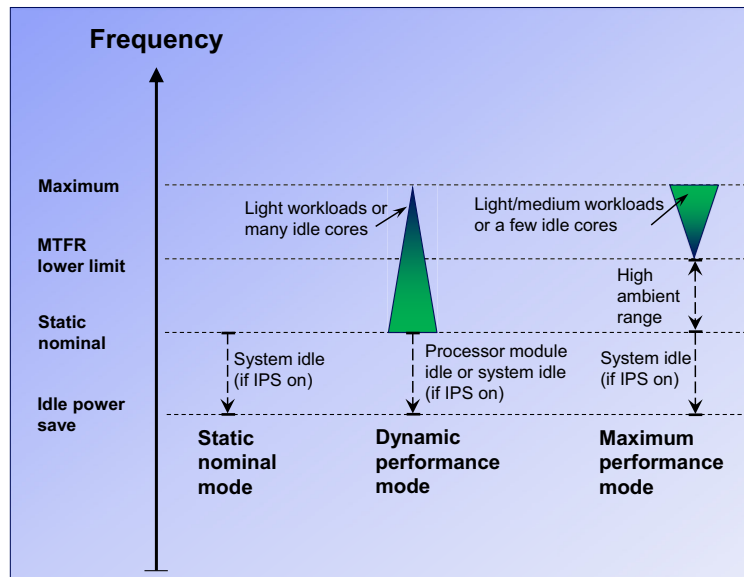 Frequency
Maximum
MTFR
lower limit
Static
nominal
Idle power
save
Light workloads or
many idle cores
Light/medium workloads
or a few idle cores
High
ambient
range
System idle
(if IPS on)
Processor module
idle or system idle
(if IPS on)
System idle
(if IPS on)
Static
nominal
mode
Dynamic
performance
mode
Maximum
performance
mode